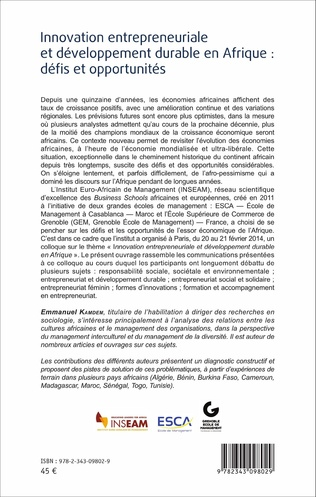 Innovation entrepreneuriale
et développement durable en Afrique :
défis et opportunités
Depuis une quinzaine d'années, les économies africaines affichent des
taux de croissance positifs, avec une amélioration continue et des variations
régionales. Les prévisions futures sont encore plus optimistes, dans la mesure
où plusieurs analystes admettent qu'au cours de la prochaine décennie, plus
de la moitié des champions mondiaux de la croissance économique seront
africains. Ce contexte nouveau permet de revisiter l'évolution des économies
africaines, à l'heure de l'économie mondialisée et ultra-libérale. Cette
situation, exceptionnelle dans le cheminement historique du continent africain
depuis très longtemps, suscite des défis et des opportunités considérables.
On s'éloigne lentement, et parfois difficilement, de l'afro-pessimisme qui a
dominé les discours sur l'Afrique pendant de longues années.
L'Institut Euro-Africain de Management (INSEAM), réseau scientifique
d'excellence des Business Schools africaines et européennes, créé en 2011
à l'initiative de deux grandes écoles de management : ESCA — École de
Management à Casablanca — Maroc et l'École Supérieure de Commerce de
Grenoble (GEM, Grenoble École de Management) — France, a choisi de se
pencher sur les défis et les opportunités de l'essor économique de l'Afrique.
C'est dans ce cadre que l'institut a organisé à Paris, du 20 au 21 février 2014, un
colloque sur le thème « Innovation entrepreneuriale et développement durable
en Afrique ». Le présent ouvrage rassemble les communications présentées
à ce colloque au cours duquel les participants ont longuement débattu de
plusieurs sujets : responsabilité sociale, sociétale et environnementale ;
entrepreneuriat et développement durable ; entrepreneuriat social et solidaire ;
entrepreneuriat féminin ; formes d'innovations ; formation et accompagnement
en entrepreneuriat.
Emmanuel KAMDEM, titulaire de l'habilitation à diriger des recherches en
sociologie, s'intéresse principalement à l'analyse des relations entre les
cultures africaines et le management des organisations, dans la perspective
du management interculturel et du management de la diversité. Il est auteur de
nombreux articles et ouvrages sur ces sujets.
Les contributions des différents auteurs présentent un diagnostic constructif et
proposent des pistes de solution de ces problématiques, à partir d'expériences de
terrain dans plusieurs pays africains (Algérie, Bénin, Burkina Faso, Cameroun,
Madagascar, Maroc, Sénégal, Togo, Tunisie).
INSEAM
ESCA
École de Management
GRENOBLE
ECOLE DE
MANAGEMENT
ISBN : 978-2-343-09802-9
45 €
9 782343 098029